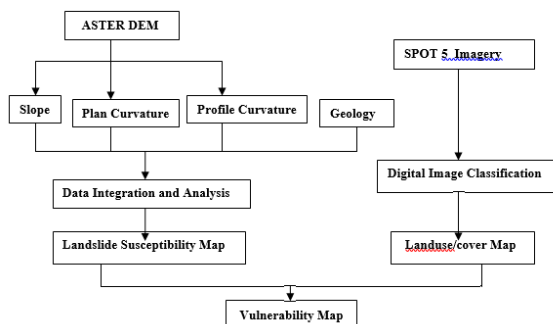 ASTER DEM
SPOT 5 Imagery
Slope
Plan Curvature
Profile Curvature
Geology
Data Integration and Analysis
Digital Image Classification
Landslide Susceptibility Map
Landuse/cover Map
Vulnerability Map